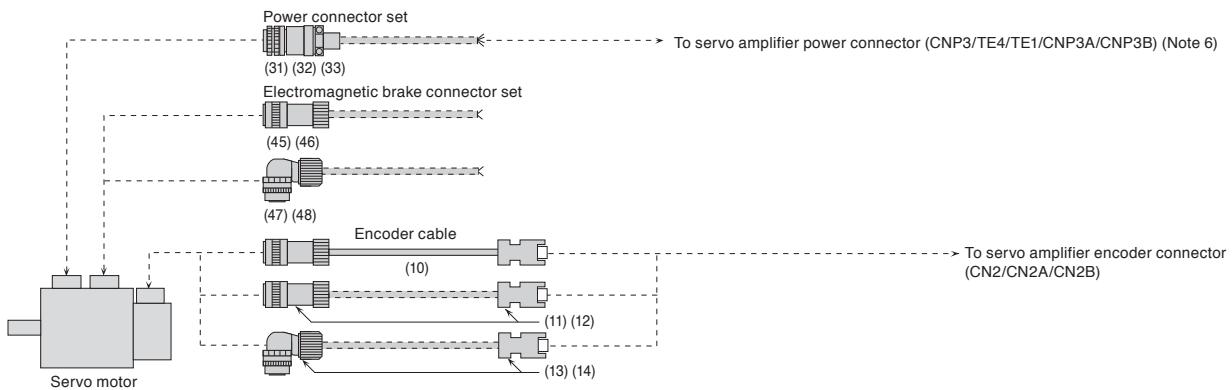 Power connector set
To servo amplifier power connector (CNP3/TE4/TE1/CNP3A/CNP3B) (Note 6)
(31) (32) (33)
Electromagnetic brake connector set
(45) (46)
(47) (48)
Encoder cable
(10)
To servo amplifier encoder connector
(CN2/CN2A/CN2B)
(11) (12)
(13) (14)
Servo motor